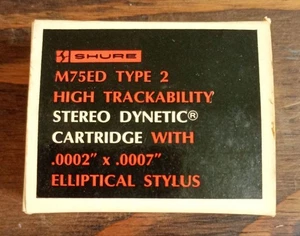 SHURE
M75ED TYPE 2
HIGH TRACKABILITY
STEREO DYNETIC®
CARTRIDGE WITH
.0002" x .0007"
ELLIPTICAL STYLUS